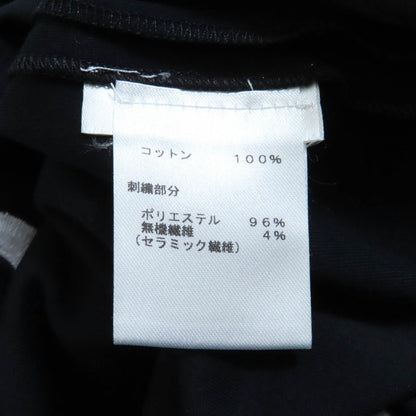 コットン 100%
刺繍部分
ポリエステル 96%
無機繊維 4%
(セラミック繊維)